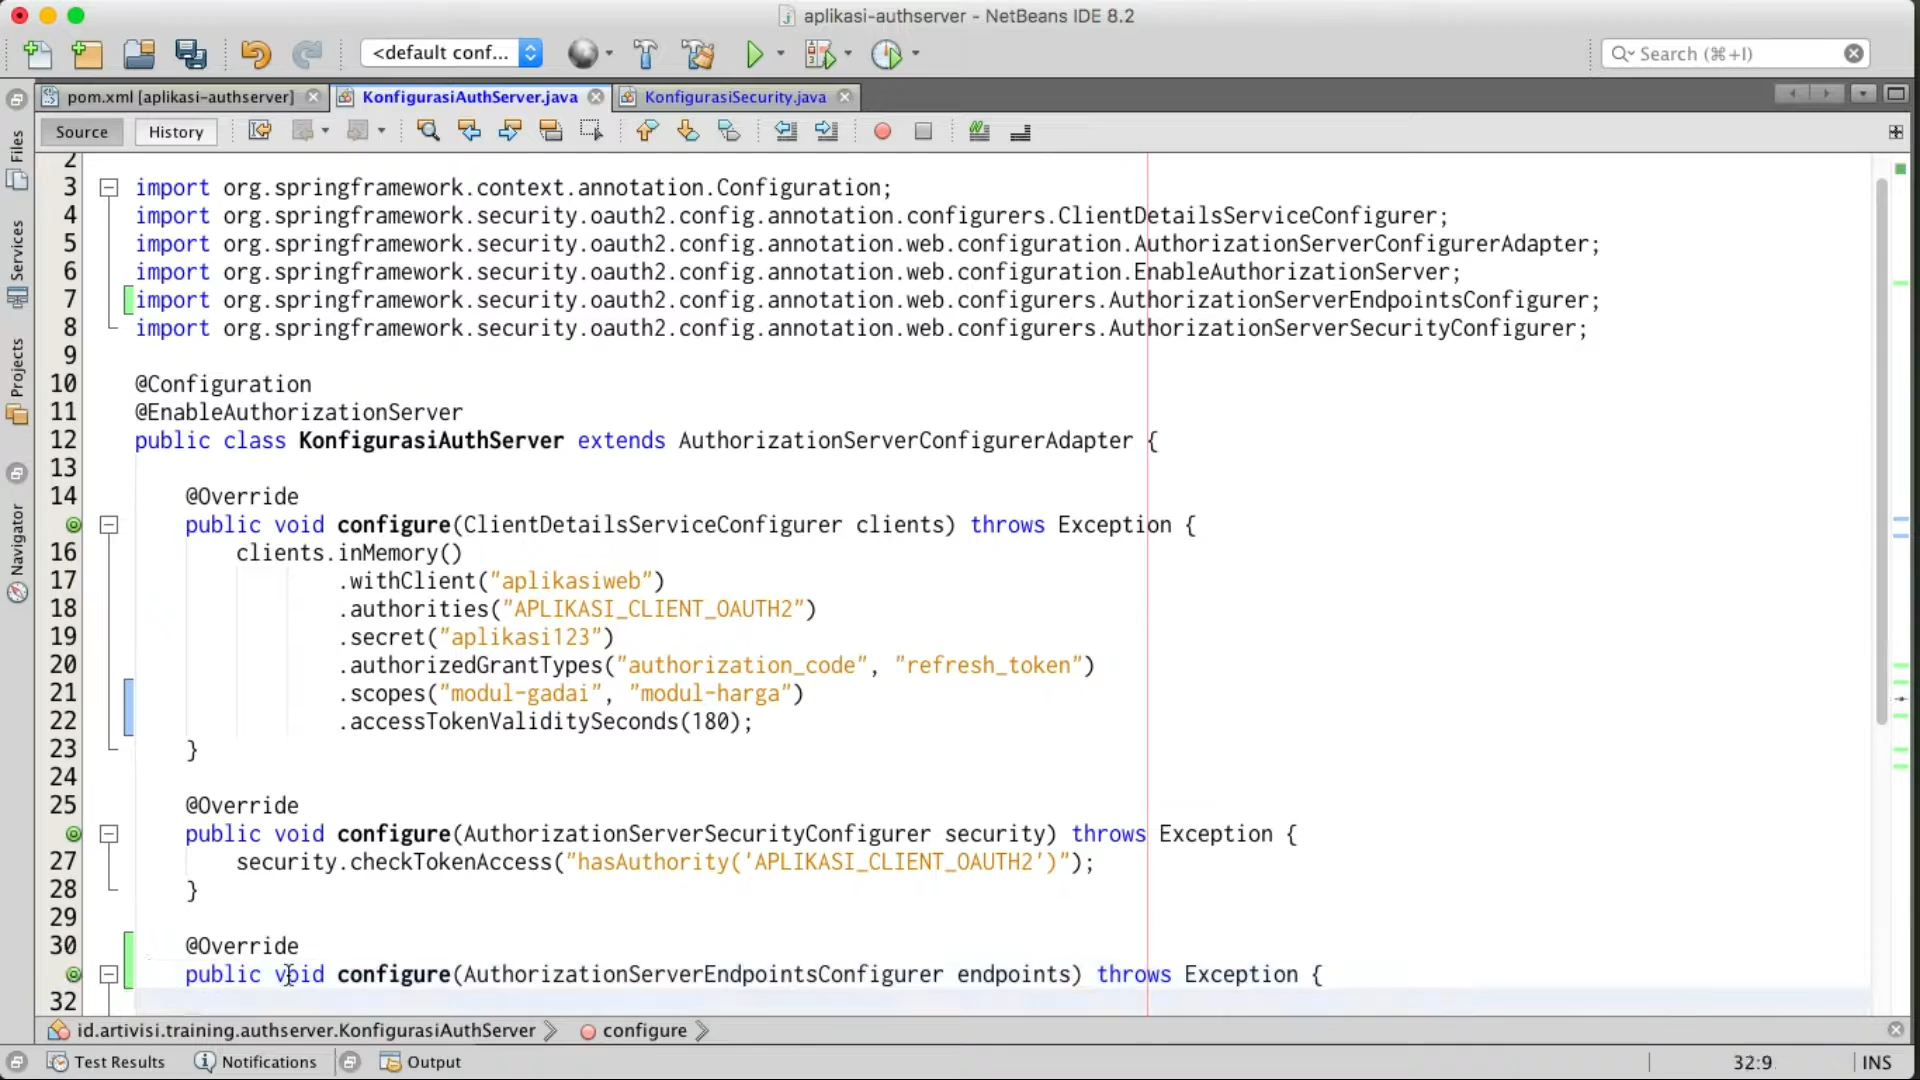 aplikasi-authserver - NetBeans IDE 8.2
<default conf...
Search (⌘+I)
pom.xml [aplikasi-authserver]
KonfigurasiAuthServer.java
KonfigurasiSecurity.java
Source
History
Files
Services
Projects
Navigator
2
3 import org.springframework.context.annotation.Configuration;
4 import org.springframework.security.oauth2.config.annotation.configurers.ClientDetailsServiceConfigurer;
5 import org.springframework.security.oauth2.config.annotation.web.configuration.AuthorizationServerConfigurerAdapter;
6 import org.springframework.security.oauth2.config.annotation.web.configuration.EnableAuthorizationServer;
7 import org.springframework.security.oauth2.config.annotation.web.configurers.AuthorizationServerEndpointsConfigurer;
8 import org.springframework.security.oauth2.config.annotation.web.configurers.AuthorizationServerSecurityConfigurer;
9
10 @Configuration
11 @EnableAuthorizationServer
12 public class KonfigurasiAuthServer extends AuthorizationServerConfigurerAdapter {
13
14 @Override
public void configure(ClientDetailsServiceConfigurer clients) throws Exception {
16 clients.inMemory()
17 .withClient("aplikasiweb")
18 .authorities("APLIKASI_CLIENT_OAUTH2")
19 .secret("aplikasi123")
20 .authorizedGrantTypes("authorization_code", "refresh_token")
21 .scopes("modul-gadai", "modul-harga")
22 .accessTokenValiditySeconds(180);
23 }
24
25 @Override
public void configure(AuthorizationServerSecurityConfigurer security) throws Exception {
27 security.checkTokenAccess("hasAuthority('APLIKASI_CLIENT_OAUTH2')");
28 }
29
30 @Override
public void configure(AuthorizationServerEndpointsConfigurer endpoints) throws Exception {
32
id.artivisi.training.authserver.KonfigurasiAuthServer
configure
Test Results
Notifications
Output
32:9
INS